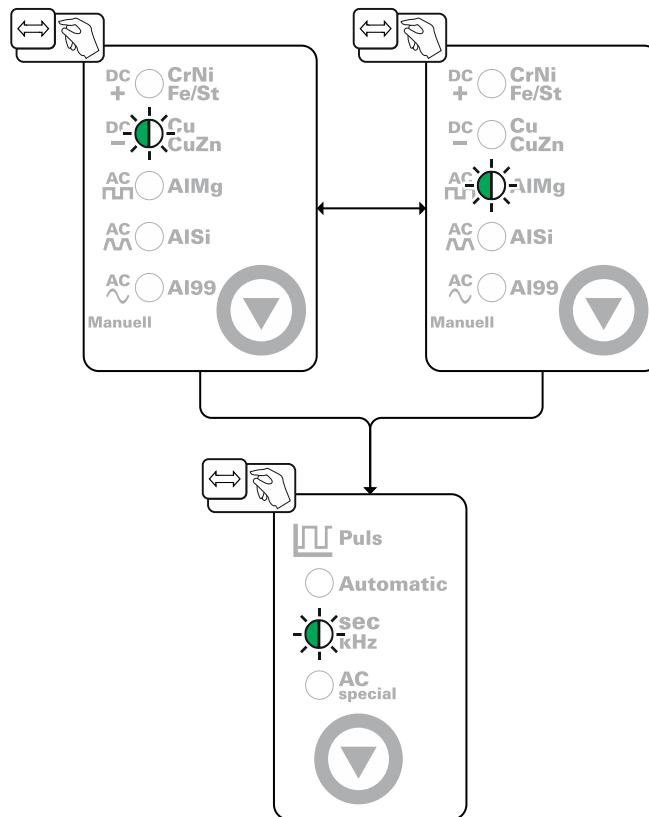 DC
+
CrNi
Fe/St
DC
Cu
CuZn
AC
AlMg
AC
AlSi
AC
Al99
Manuell
DC
+
CrNi
Fe/St
DC
Cu
CuZn
AC
AlMg
AC
AlSi
AC
Al99
Manuell
Puls
Automatic
sec
kHz
AC
special